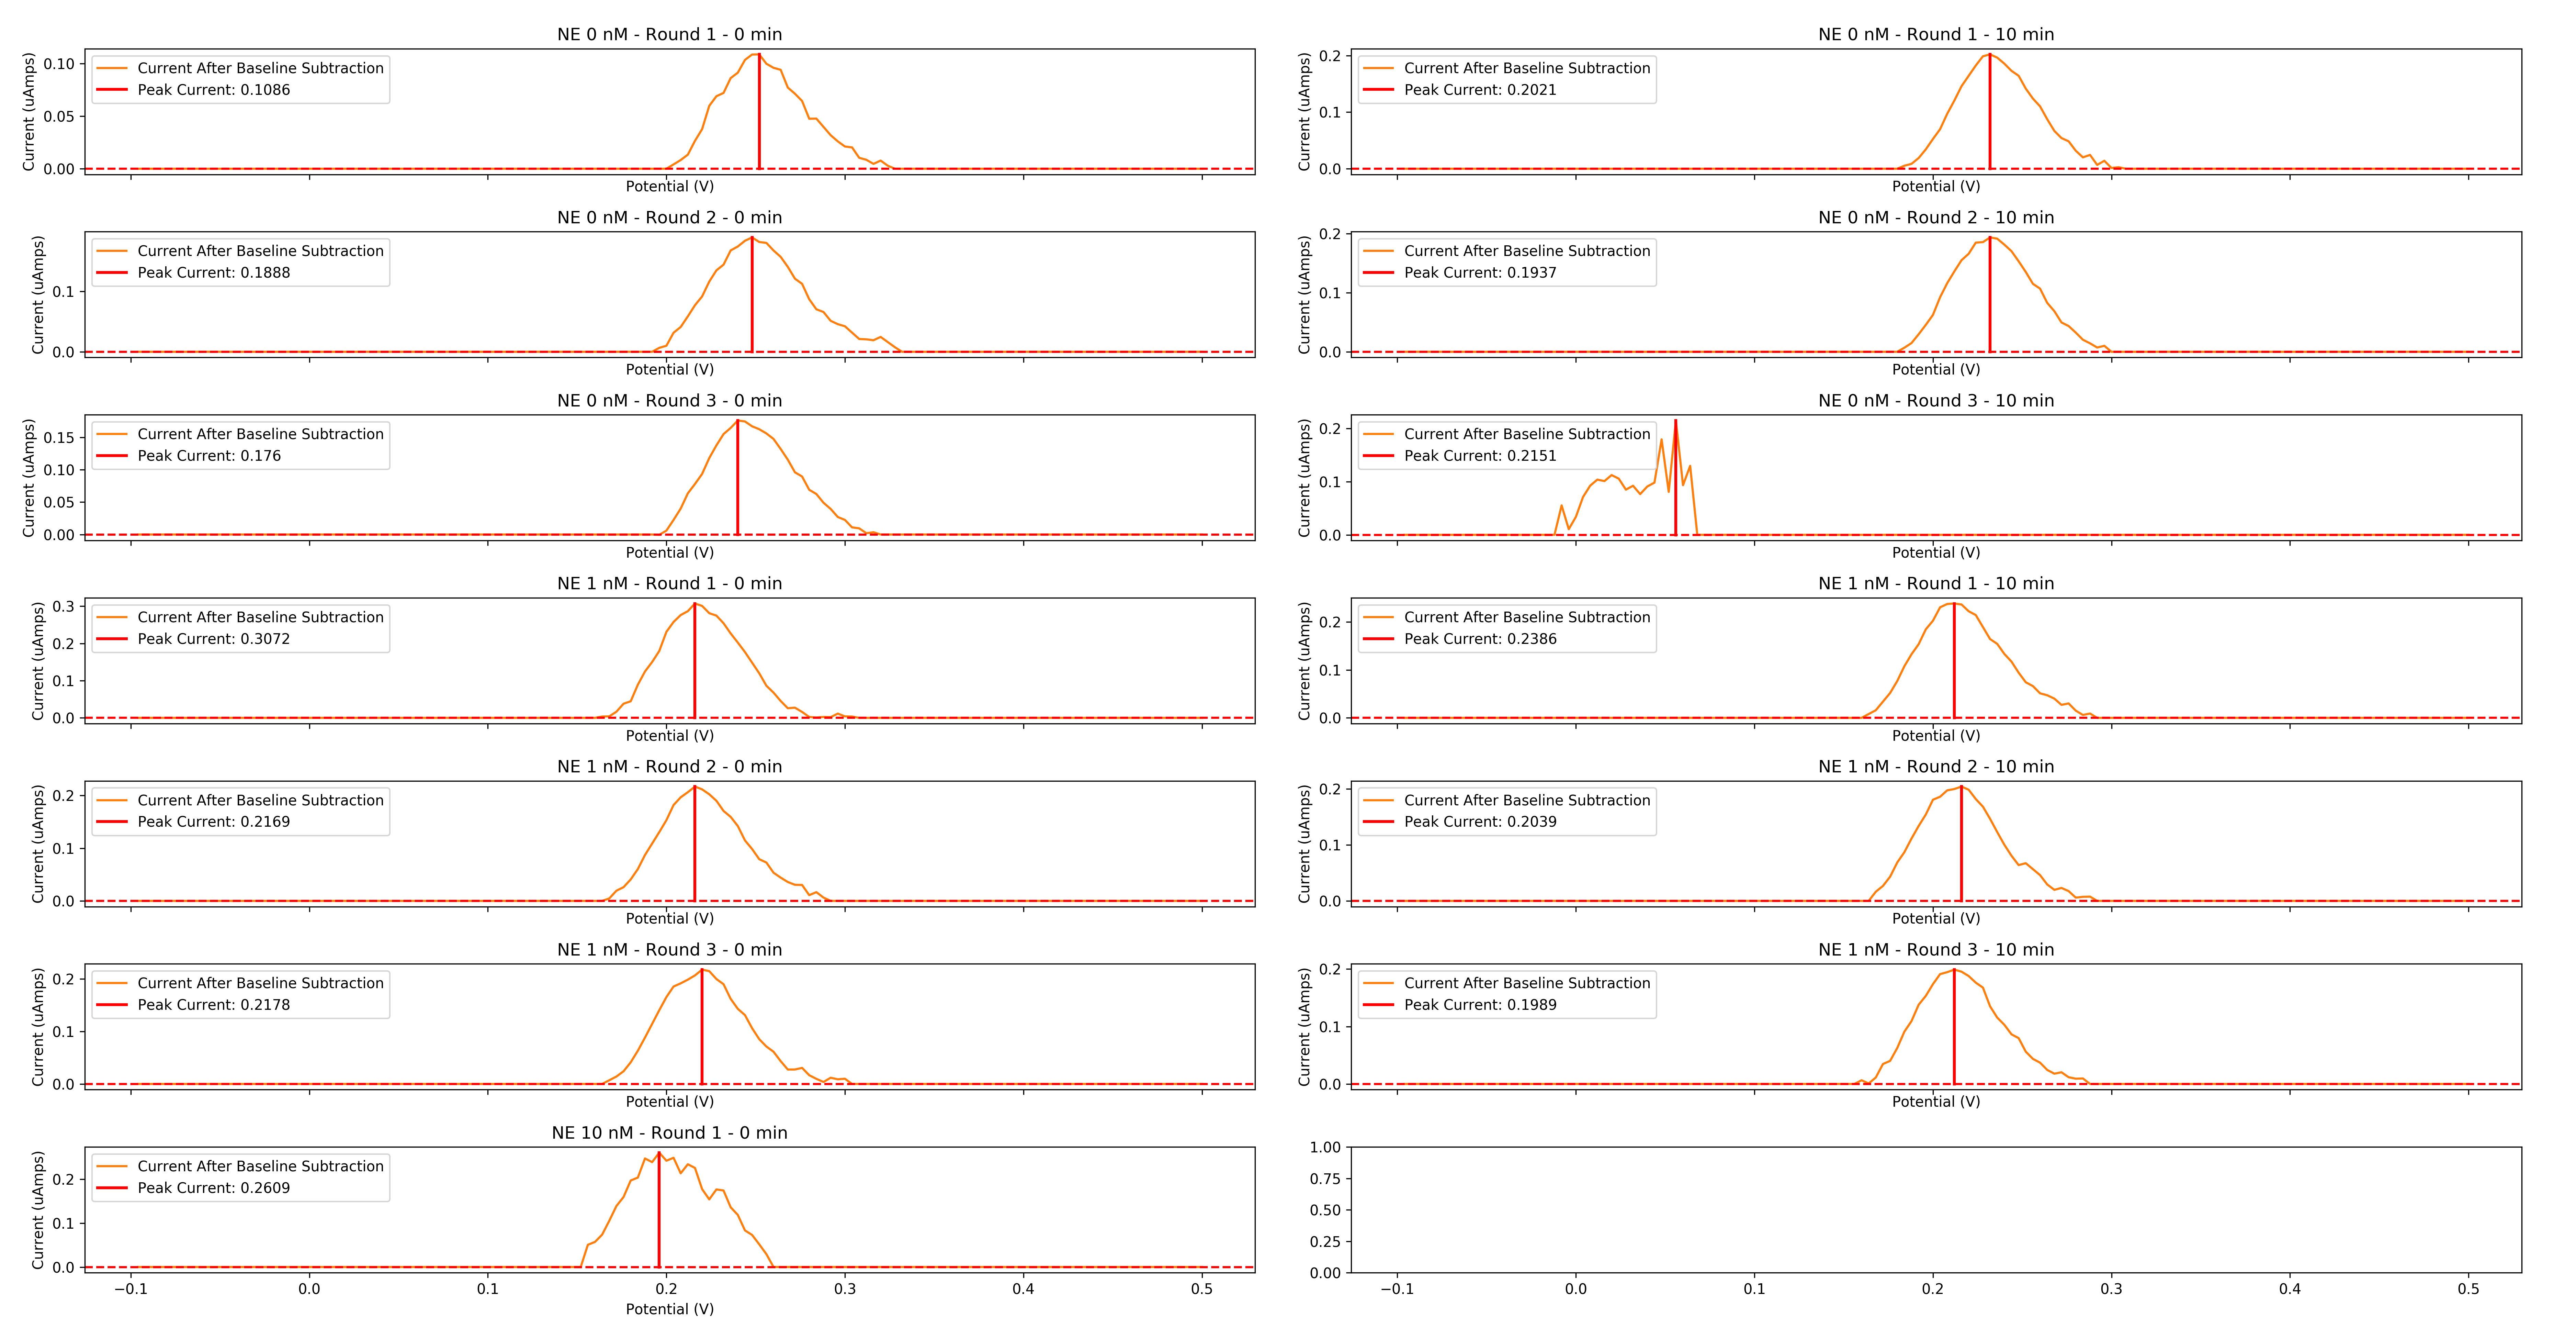 NE 0 nM - Round 1 - 0 min
Current (uAmps)
0.10
0.05
0.00
Current After Baseline Subtraction
Peak Current: 0.1086
Potential (V)
NE 0 nM - Round 1 - 10 min
Current (uAmps)
0.2
0.1
0.0
Current After Baseline Subtraction
Peak Current: 0.2021
Potential (V)
NE 0 nM - Round 2 - 0 min
Current (uAmps)
0.1
0.0
Current After Baseline Subtraction
Peak Current: 0.1888
Potential (V)
NE 0 nM - Round 2 - 10 min
Current (uAmps)
0.2
0.1
0.0
Current After Baseline Subtraction
Peak Current: 0.1937
Potential (V)
NE 0 nM - Round 3 - 0 min
Current (uAmps)
0.15
0.10
0.05
0.00
Current After Baseline Subtraction
Peak Current: 0.176
Potential (V)
NE 0 nM - Round 3 - 10 min
Current (uAmps)
0.2
0.1
0.0
Current After Baseline Subtraction
Peak Current: 0.2151
Potential (V)
NE 1 nM - Round 1 - 0 min
Current (uAmps)
0.3
0.2
0.1
0.0
Current After Baseline Subtraction
Peak Current: 0.3072
Potential (V)
NE 1 nM - Round 1 - 10 min
Current (uAmps)
0.2
0.1
0.0
Current After Baseline Subtraction
Peak Current: 0.2386
Potential (V)
NE 1 nM - Round 2 - 0 min
Current (uAmps)
0.2
0.1
0.0
Current After Baseline Subtraction
Peak Current: 0.2169
Potential (V)
NE 1 nM - Round 2 - 10 min
Current (uAmps)
0.2
0.1
0.0
Current After Baseline Subtraction
Peak Current: 0.2039
Potential (V)
NE 1 nM - Round 3 - 0 min
Current (uAmps)
0.2
0.1
0.0
Current After Baseline Subtraction
Peak Current: 0.2178
Potential (V)
NE 1 nM - Round 3 - 10 min
Current (uAmps)
0.2
0.1
0.0
Current After Baseline Subtraction
Peak Current: 0.1989
Potential (V)
NE 10 nM - Round 1 - 0 min
Current (uAmps)
0.2
0.1
0.0
Current After Baseline Subtraction
Peak Current: 0.2609
−0.1 0.0 0.1 0.2 0.3 0.4 0.5
Potential (V)
1.00
0.75
0.50
0.25
0.00
−0.1 0.0 0.1 0.2 0.3 0.4 0.5